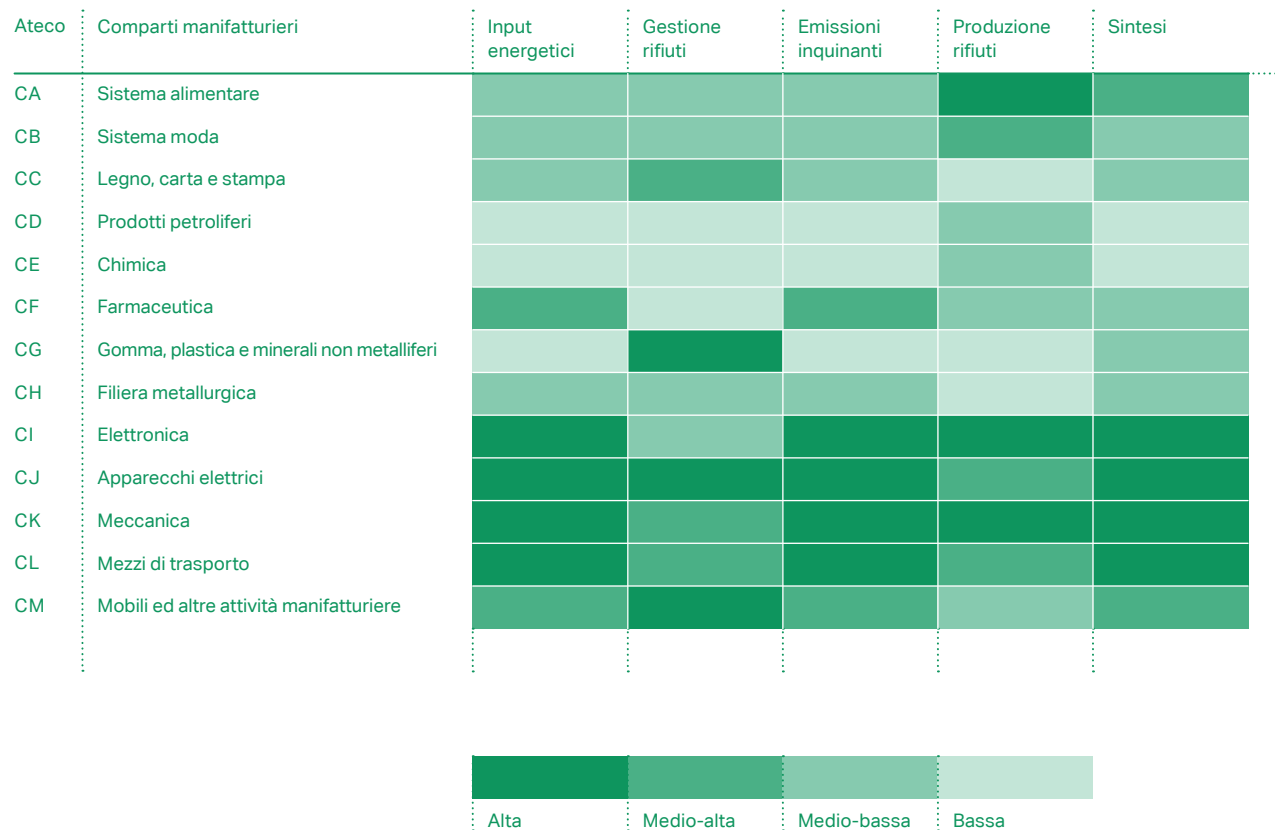 Ateco Comparti manifatturieri Input energetici Gestione rifiuti Emissioni inquinanti Produzione rifiuti Sintesi
CA Sistema alimentare
CB Sistema moda
CC Legno, carta e stampa
CD Prodotti petroliferi
CE Chimica
CF Farmaceutica
CG Gomma, plastica e minerali non metalliferi
CH Filiera metallurgica
CI Elettronica
CJ Apparecchi elettrici
CK Meccanica
CL Mezzi di trasporto
CM Mobili ed altre attività manifatturiere
Alta Medio-alta Medio-bassa Bassa